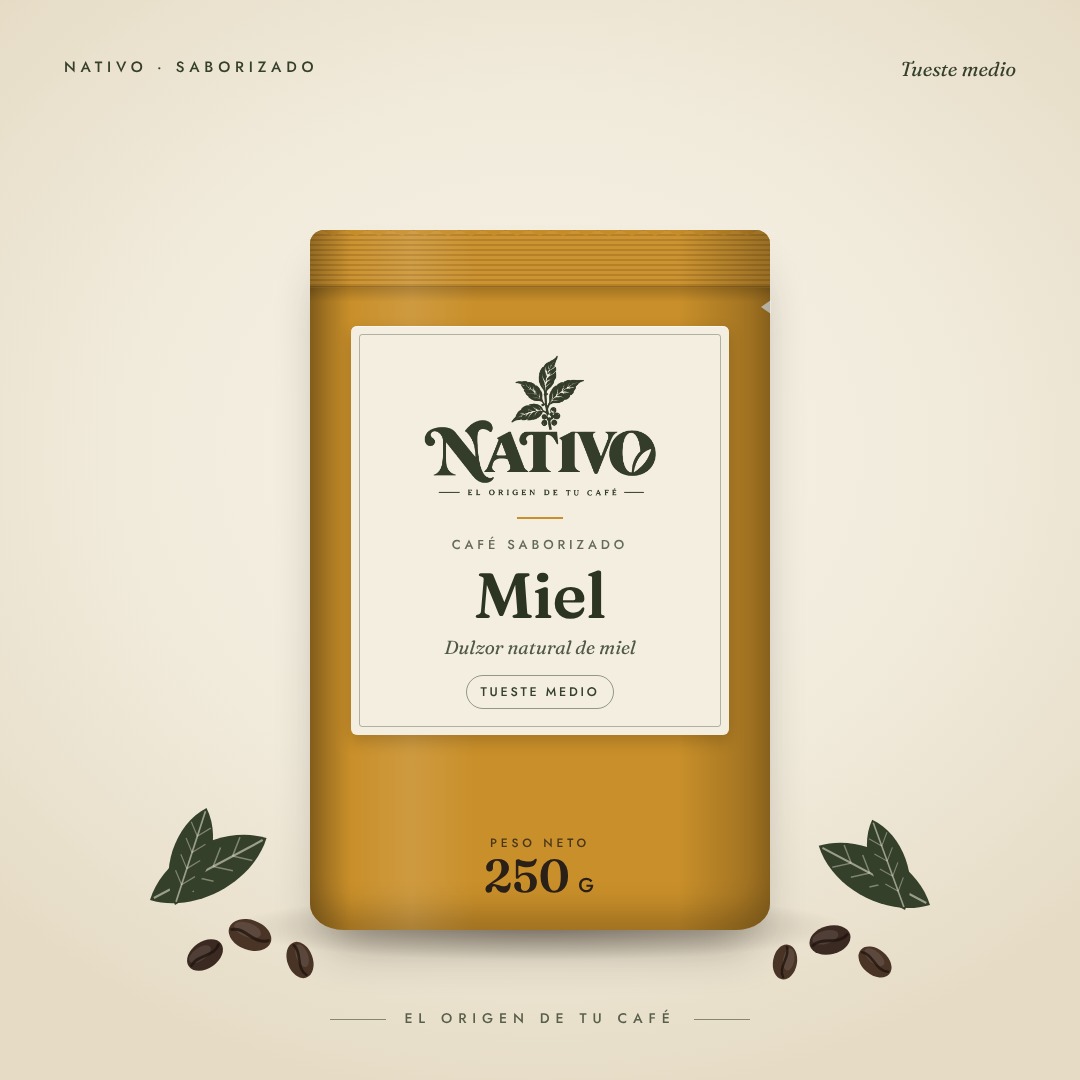 NATIVO · SABORIZADO
Tueste medio
NATIVO
EL ORIGEN DE TU CAFÉ
CAFÉ SABORIZADO
Miel
Dulzor natural de miel
TUESTE MEDIO
PESO NETO
250 G
EL ORIGEN DE TU CAFÉ